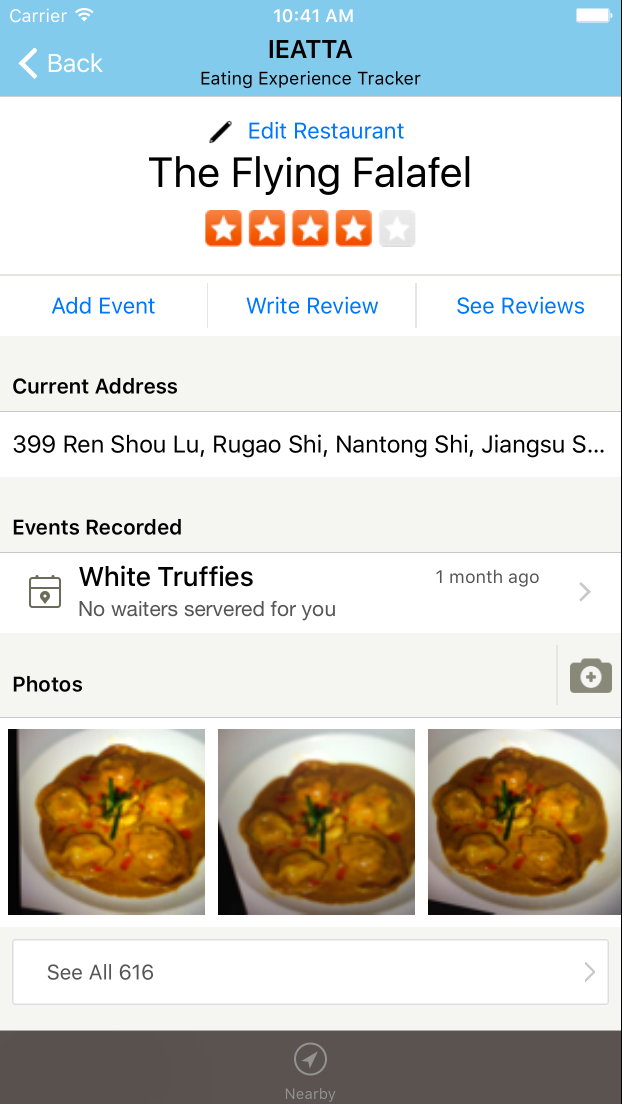 Carrier 10:41 AM
IEATTA
Back
Eating Experience Tracker
Edit Restaurant
The Flying Falafel
Add Event Write Review See Reviews
Current Address
399 Ren Shou Lu, Rugao Shi, Nantong Shi, Jiangsu S...
Events Recorded
White Truffies 1 month ago
No waiters servered for you
Photos
See All 616
Nearby